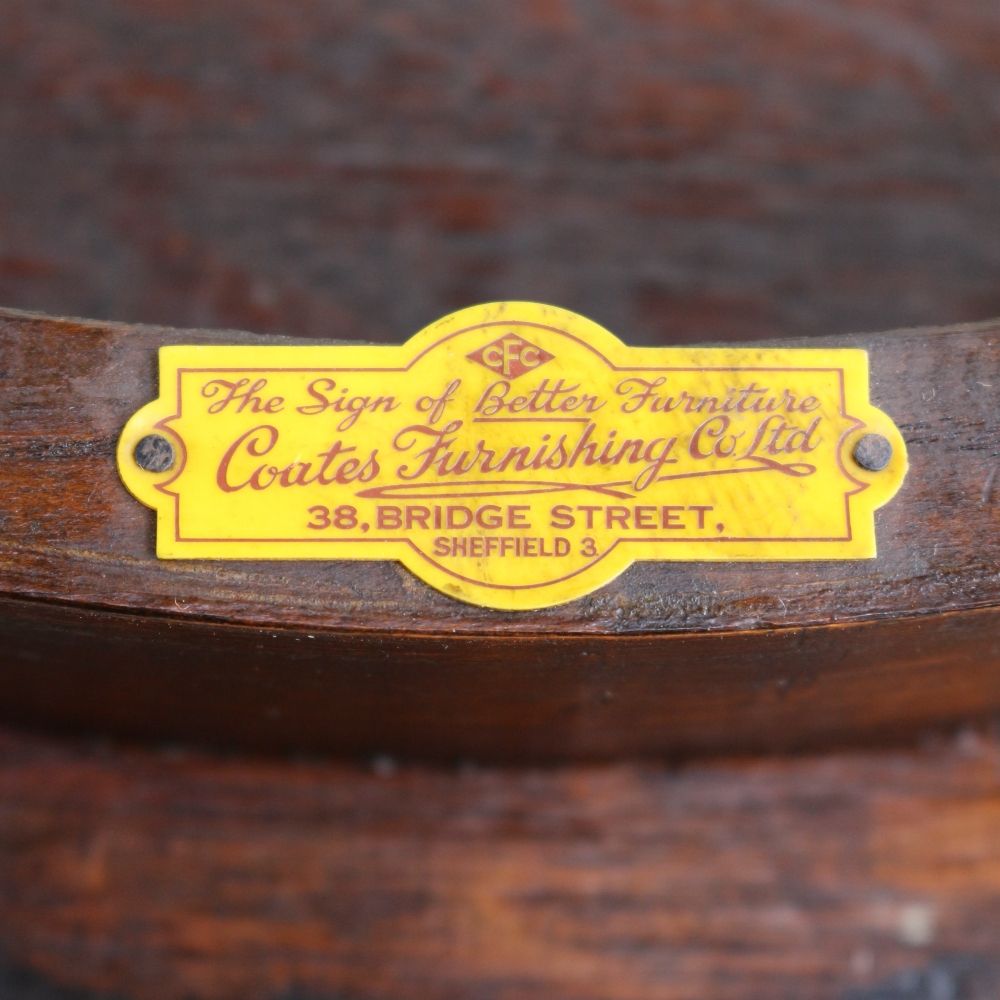 CFC
The Sign of Better Furniture
Coates Furnishing Co. Ltd
38, BRIDGE STREET,
SHEFFIELD 3.